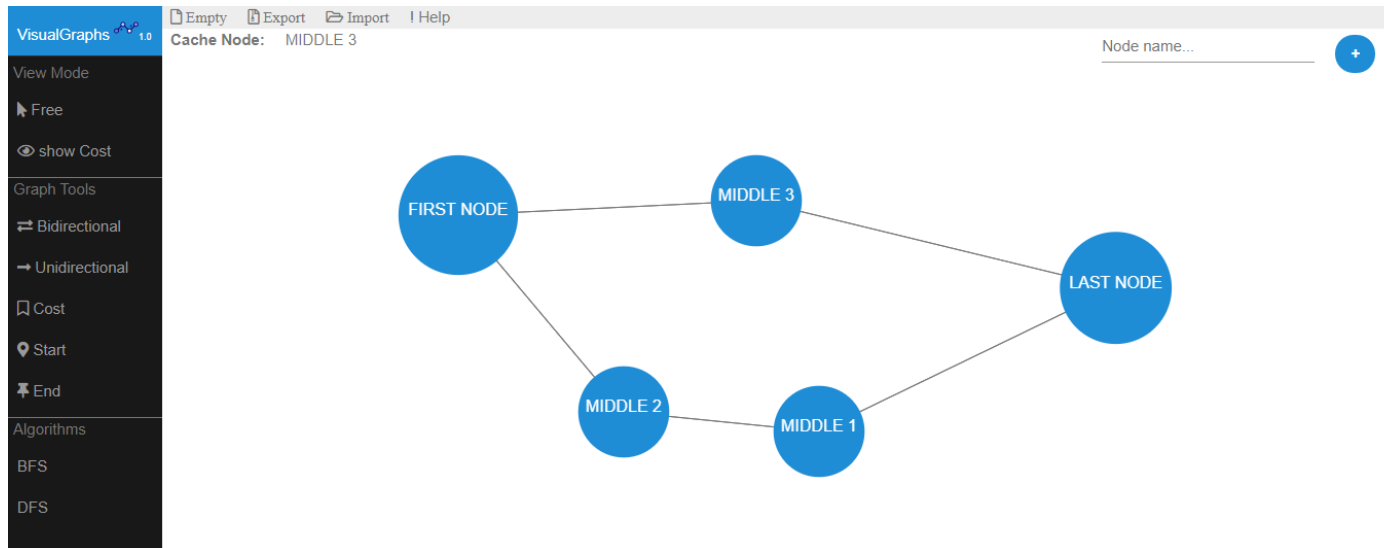 VisualGraphs 1.0
Empty Export Import ! Help
Cache Node: MIDDLE 3
Node name...
+
View Mode
Free
show Cost
Graph Tools
Bidirectional
Unidirectional
Cost
Start
End
Algorithms
BFS
DFS
FIRST NODE
MIDDLE 3
LAST NODE
MIDDLE 2
MIDDLE 1